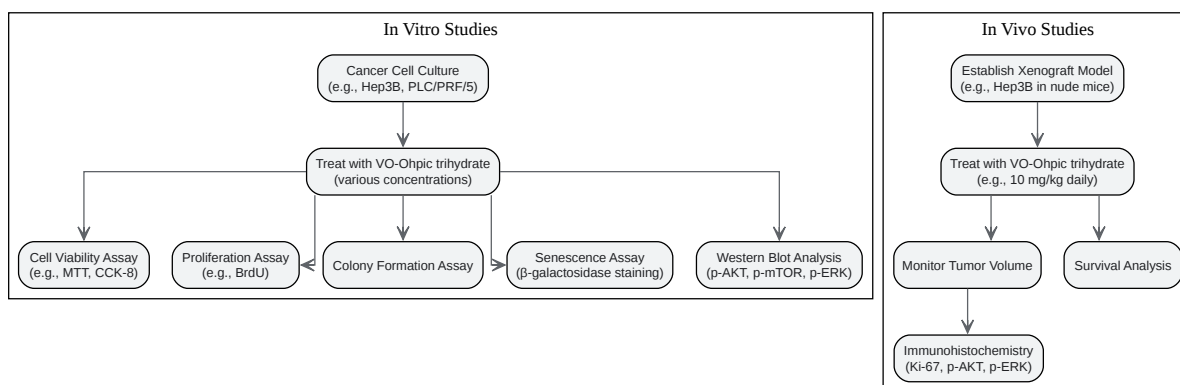 In Vitro Studies
Cancer Cell Culture
(e.g., Hep3B, PLC/PRF/5)
Treat with VO-Ohpic trihydrate
(various concentrations)
Cell Viability Assay
(e.g., MTT, CCK-8)
Proliferation Assay
(e.g., BrdU)
Colony Formation Assay
Senescence Assay
(β-galactosidase staining)
Western Blot Analysis
(p-AKT, p-mTOR, p-ERK)
In Vivo Studies
Establish Xenograft Model
(e.g., Hep3B in nude mice)
Treat with VO-Ohpic trihydrate
(e.g., 10 mg/kg daily)
Monitor Tumor Volume
Survival Analysis
Immunohistochemistry
(Ki-67, p-AKT, p-ERK)